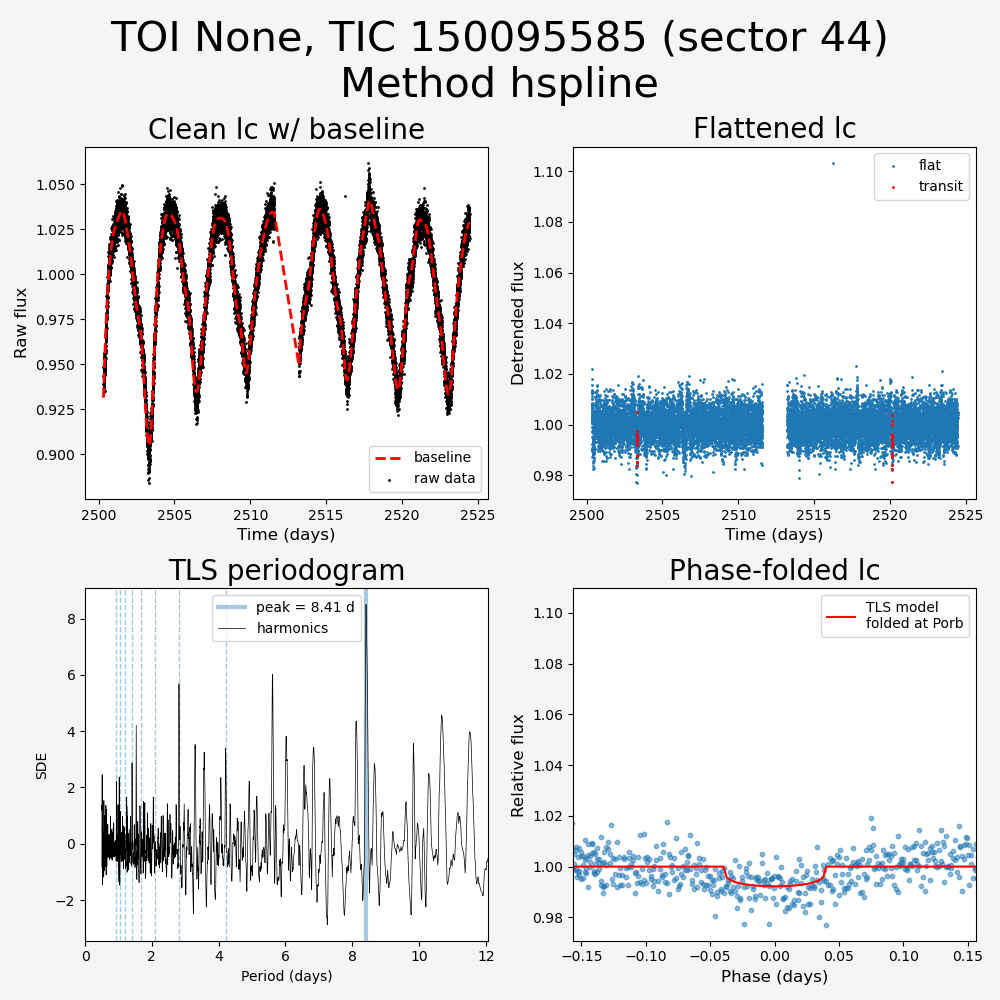 TOI None, TIC 150095585 (sector 44)
Method hspline
Clean lc w/ baseline
Raw flux
1.050
1.025
1.000
0.975
0.950
0.925
0.900
baseline
raw data
2500 2505 2510 2515 2520 2525
Time (days)
Flattened lc
Detrended flux
1.10
1.08
1.06
1.04
1.02
1.00
0.98
flat
transit
2500 2505 2510 2515 2520 2525
Time (days)
TLS periodogram
SDE
8
6
4
2
0
−2
peak = 8.41 d
harmonics
0 2 4 6 8 10 12
Period (days)
Phase-folded lc
Relative flux
1.10
1.08
1.06
1.04
1.02
1.00
0.98
TLS model
folded at Porb
−0.15 −0.10 −0.05 0.00 0.05 0.10 0.15
Phase (days)